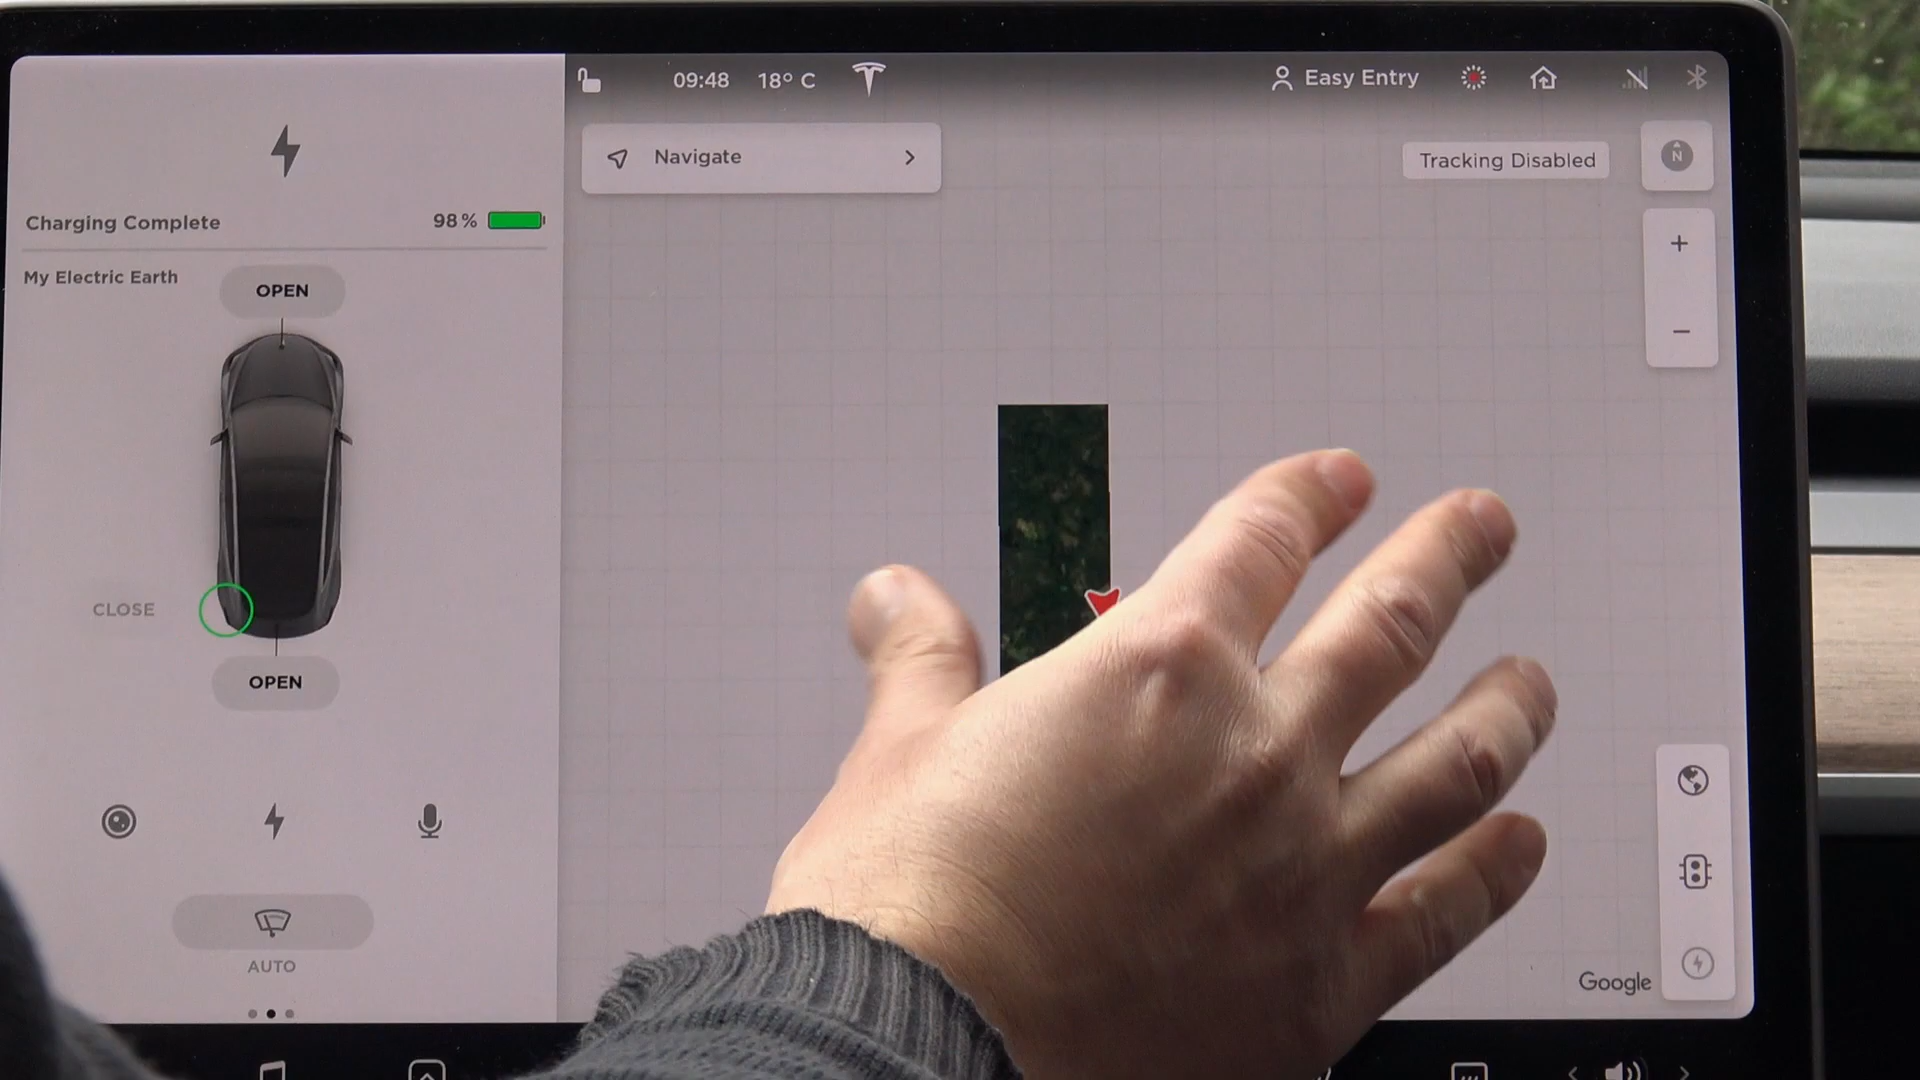 09:48 18° C
Easy Entry
Navigate
Tracking Disabled
N
Charging Complete 98%
My Electric Earth
OPEN
CLOSE
OPEN
AUTO
Google